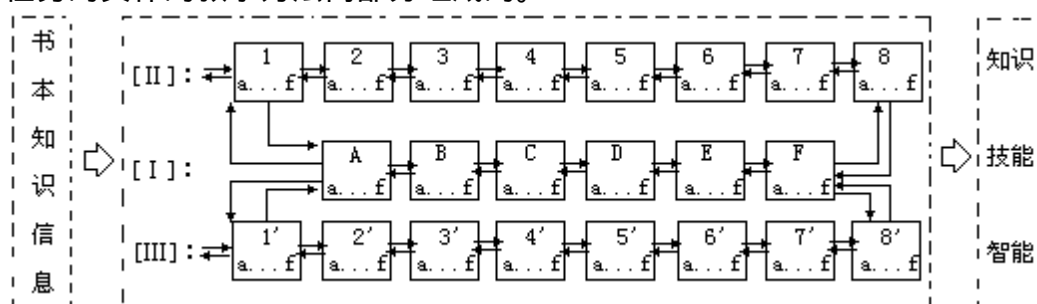 书本知识信息
[II]:
1 2 3 4 5 6 7 8
a...f a...f a...f a...f a...f a...f a...f a...f
[I]:
A B C D E F
a...f a...f a...f a...f a...f a...f
[III]:
1' 2' 3' 4' 5' 6' 7' 8'
a...f a...f a...f a...f a...f a...f a...f a...f
知识
技能
智能